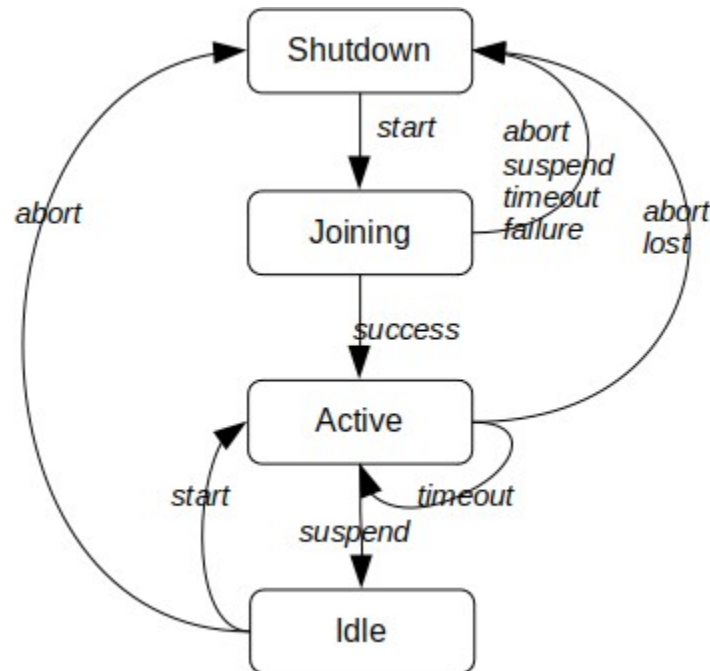 Shutdown
start
abort
suspend
timeout
failure
abort
abort
lost
Joining
success
Active
start
timeout
suspend
Idle